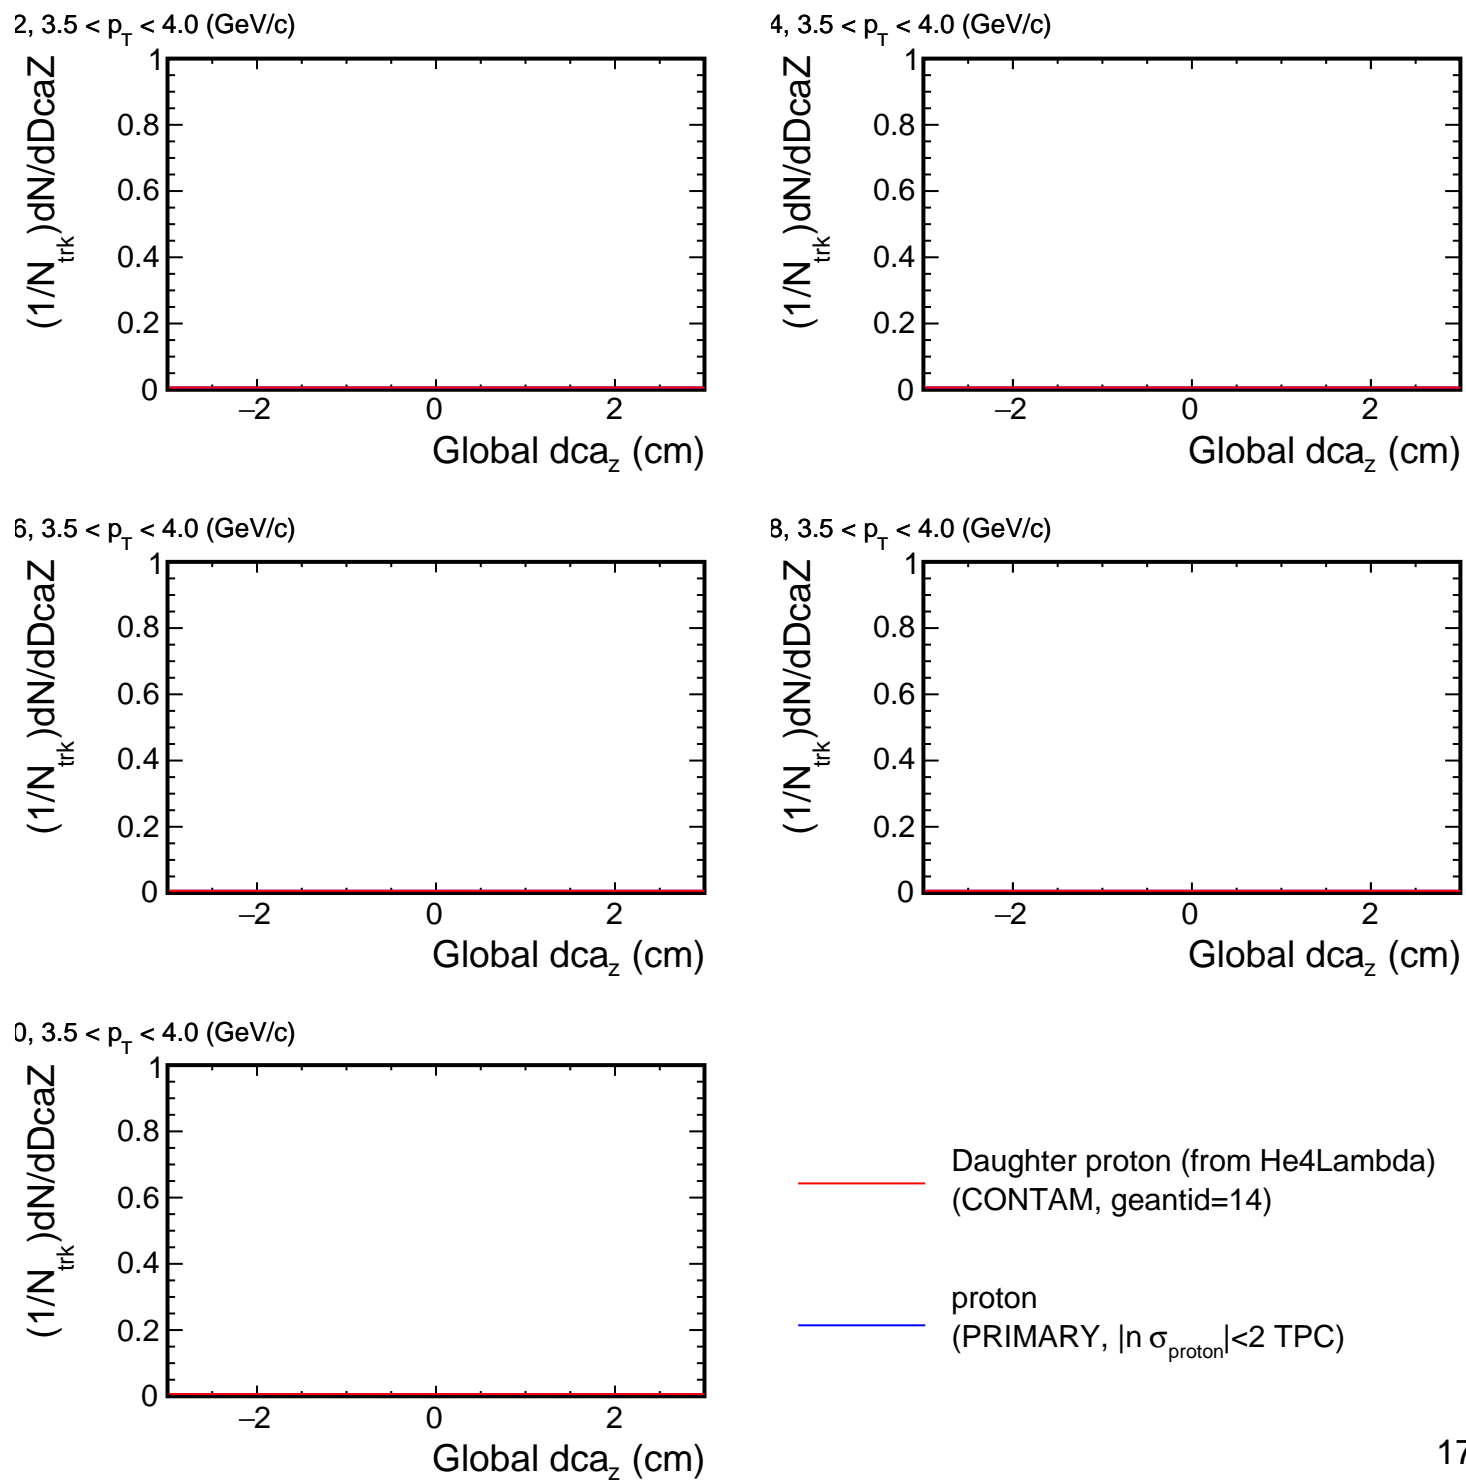 2, 3.5 < p_T < 4.0 (GeV/c)
(1/N_trk)dN/dDcaZ
1
0.8
0.6
0.4
0.2
0
−2 0 2
Global dca_z (cm)
4, 3.5 < p_T < 4.0 (GeV/c)
(1/N_trk)dN/dDcaZ
1
0.8
0.6
0.4
0.2
0
−2 0 2
Global dca_z (cm)
6, 3.5 < p_T < 4.0 (GeV/c)
(1/N_trk)dN/dDcaZ
1
0.8
0.6
0.4
0.2
0
−2 0 2
Global dca_z (cm)
8, 3.5 < p_T < 4.0 (GeV/c)
(1/N_trk)dN/dDcaZ
1
0.8
0.6
0.4
0.2
0
−2 0 2
Global dca_z (cm)
0, 3.5 < p_T < 4.0 (GeV/c)
(1/N_trk)dN/dDcaZ
1
0.8
0.6
0.4
0.2
0
−2 0 2
Global dca_z (cm)
Daughter proton (from He4Lambda)
(CONTAM, geantid=14)
proton
(PRIMARY, |n σ_proton|<2 TPC)
17